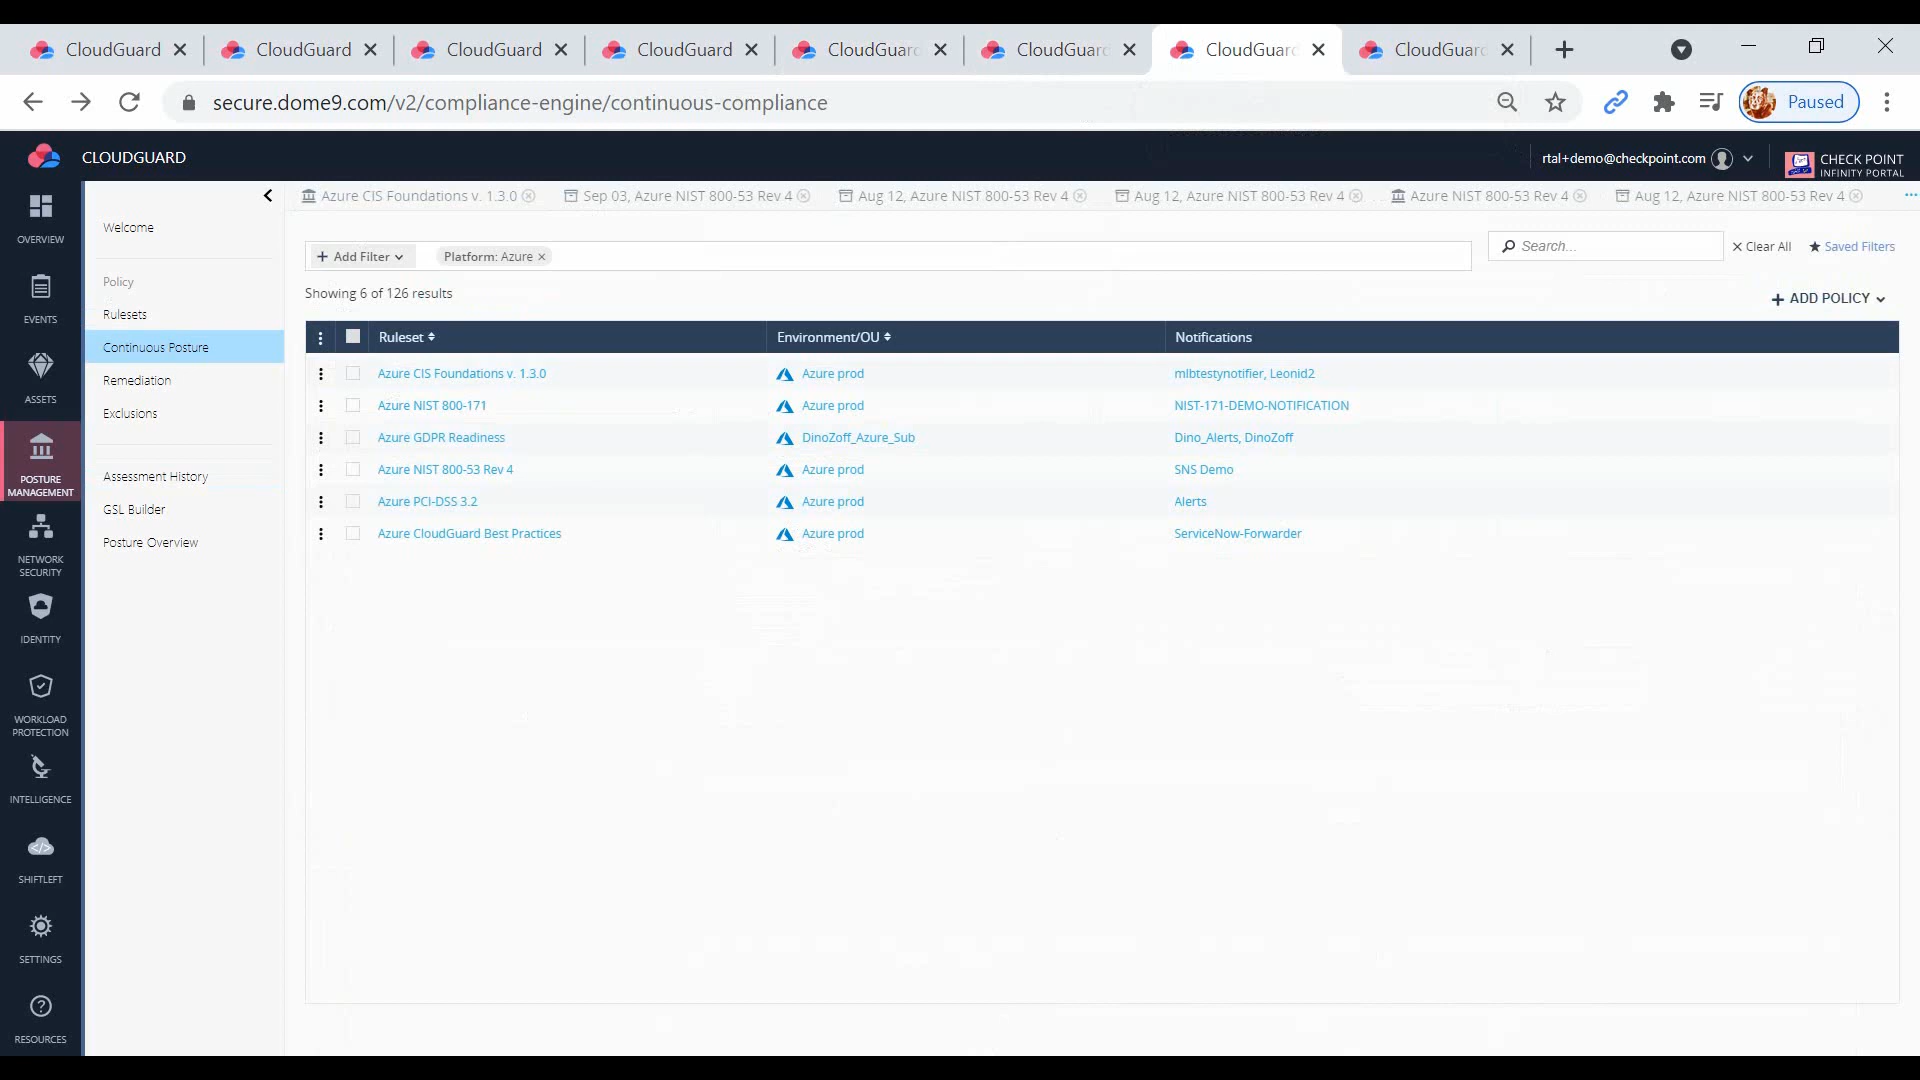 CloudGuard
CloudGuard
CloudGuard
CloudGuard
CloudGuard
CloudGuard
CloudGuard
CloudGuard
secure.dome9.com/v2/compliance-engine/continuous-compliance
Paused
CLOUDGUARD
rtal+demo@checkpoint.com
CHECK POINT
INFINITY PORTAL
Azure CIS Foundations v. 1.3.0
Sep 03, Azure NIST 800-53 Rev 4
Aug 12, Azure NIST 800-53 Rev 4
Aug 12, Azure NIST 800-53 Rev 4
Azure NIST 800-53 Rev 4
Aug 12, Azure NIST 800-53 Rev 4
OVERVIEW
EVENTS
ASSETS
POSTURE
MANAGEMENT
NETWORK
SECURITY
IDENTITY
WORKLOAD
PROTECTION
INTELLIGENCE
SHIFTLEFT
SETTINGS
RESOURCES
Welcome
Policy
Rulesets
Continuous Posture
Remediation
Exclusions
Assessment History
GSL Builder
Posture Overview
+ Add Filter
Platform: Azure ×
Search...
× Clear All
★ Saved Filters
Showing 6 of 126 results
+ ADD POLICY
Ruleset Environment/OU Notifications
Azure CIS Foundations v. 1.3.0 Azure prod mlbtestynotifier, Leonid2
Azure NIST 800-171 Azure prod NIST-171-DEMO-NOTIFICATION
Azure GDPR Readiness DinoZoff_Azure_Sub Dino_Alerts, DinoZoff
Azure NIST 800-53 Rev 4 Azure prod SNS Demo
Azure PCI-DSS 3.2 Azure prod Alerts
Azure CloudGuard Best Practices Azure prod ServiceNow-Forwarder